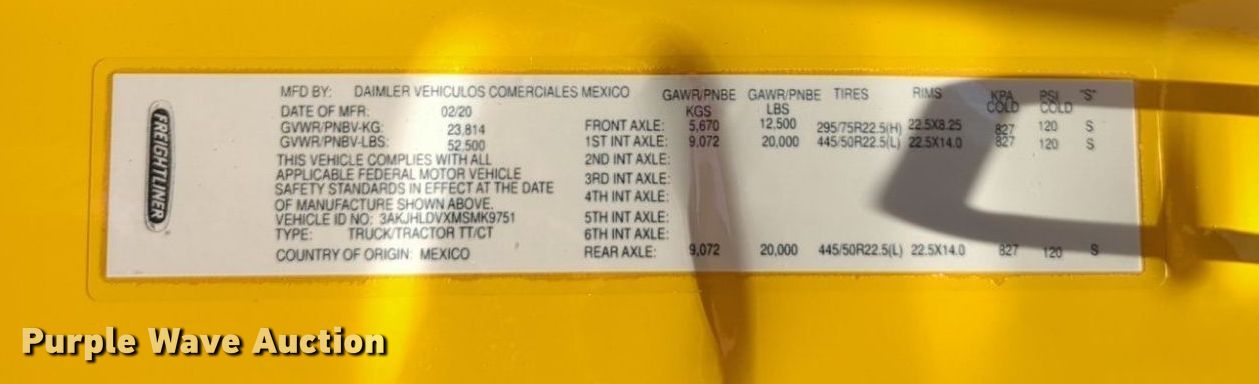 FREIGHTLINER
MFD BY: DAIMLER VEHICULOS COMERCIALES MEXICO
DATE OF MFR: 02/20
GVWR/PNBV-KG: 23,814
GVWR/PNBV-LBS: 52,500
THIS VEHICLE COMPLIES WITH ALL
APPLICABLE FEDERAL MOTOR VEHICLE
SAFETY STANDARDS IN EFFECT AT THE DATE
OF MANUFACTURE SHOWN ABOVE.
VEHICLE ID NO: 3AKJHLDVXMSMK9751
TYPE: TRUCK/TRACTOR TT/CT
COUNTRY OF ORIGIN: MEXICO
GAWR/PNBE GAWR/PNBE TIRES RIMS KPA PSI "S"
KGS LBS COLD COLD
FRONT AXLE: 5,670 12,500 295/75R22.5(H) 22.5X8.25 827 120 S
1ST INT AXLE: 9,072 20,000 445/50R22.5(L) 22.5X14.0 827 120 S
2ND INT AXLE:
3RD INT AXLE:
4TH INT AXLE:
5TH INT AXLE:
6TH INT AXLE:
REAR AXLE: 9,072 20,000 445/50R22.5(L) 22.5X14.0 827 120 S
Purple Wave Auction